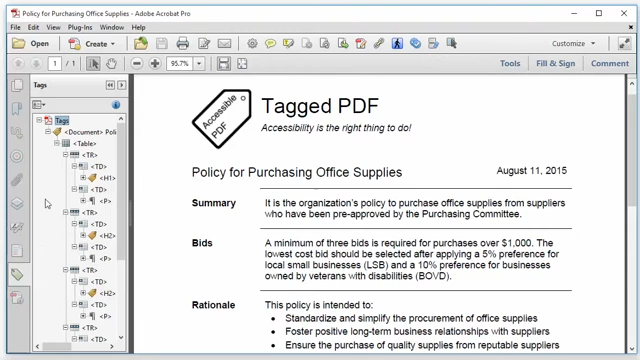 Policy for Purchasing Office Supplies - Adobe Acrobat Pro
File Edit View Plug-Ins Window Help
Open Create Customize
1 / 1 95.7% Tools Fill & Sign Comment
Tags
Tags
<Document> Poli
<Table>
<TR>
<TD>
<H1>
<TD>
<P>
<TR>
<TD>
<H2>
<TD>
<P>
<TR>
<TD>
<H2>
<TD>
<P>
<TR>
<TD>
Accessible
PDF
Tagged PDF
Accessibility is the right thing to do!
Policy for Purchasing Office Supplies August 11, 2015
Summary It is the organization's policy to purchase office supplies from suppliers
who have been pre-approved by the Purchasing Committee.
Bids A minimum of three bids is required for purchases over $1,000. The
lowest cost bid should be selected after applying a 5% preference for
local small businesses (LSB) and a 10% preference for businesses
owned by veterans with disabilities (BOVD).
Rationale This policy is intended to:
• Standardize and simplify the procurement of office supplies
• Foster positive long-term business relationships with suppliers
• Ensure the purchase of quality supplies from reputable suppliers